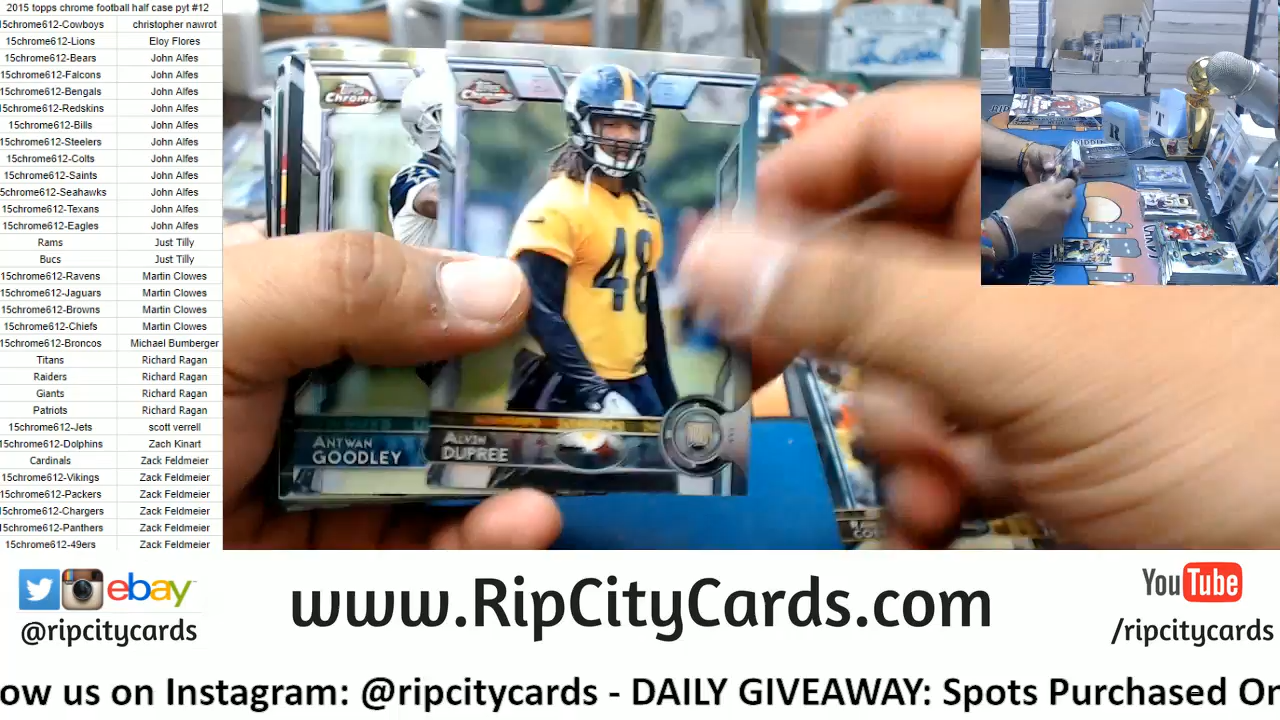 2015 topps chrome football half case pyt #12
15chrome612-Cowboys christopher nawrot
15chrome612-Lions Eloy Flores
15chrome612-Bears John Alfes
15chrome612-Falcons John Alfes
15chrome612-Bengals John Alfes
15chrome612-Redskins John Alfes
15chrome612-Bills John Alfes
15chrome612-Steelers John Alfes
15chrome612-Colts John Alfes
15chrome612-Saints John Alfes
15chrome612-Seahawks John Alfes
15chrome612-Texans John Alfes
15chrome612-Eagles John Alfes
Rams Just Tilly
Bucs Just Tilly
15chrome612-Ravens Martin Clowes
15chrome612-Jaguars Martin Clowes
15chrome612-Browns Martin Clowes
15chrome612-Chiefs Martin Clowes
15chrome612-Broncos Michael Bumberger
Titans Richard Ragan
Raiders Richard Ragan
Giants Richard Ragan
Patriots Richard Ragan
15chrome612-Jets scott verrell
15chrome612-Dolphins Zach Kinart
Cardinals Zack Feldmeier
15chrome612-Vikings Zack Feldmeier
15chrome612-Packers Zack Feldmeier
15chrome612-Chargers Zack Feldmeier
15chrome612-Panthers Zack Feldmeier
15chrome612-49ers Zack Feldmeier
Topps Chrome
Topps Chrome
48
ANTWAN
GOODLEY
ALVIN
DUPREE
ebay
@ripcitycards
www.RipCityCards.com
YouTube
/ripcitycards
ow us on Instagram: @ripcitycards - DAILY GIVEAWAY: Spots Purchased On